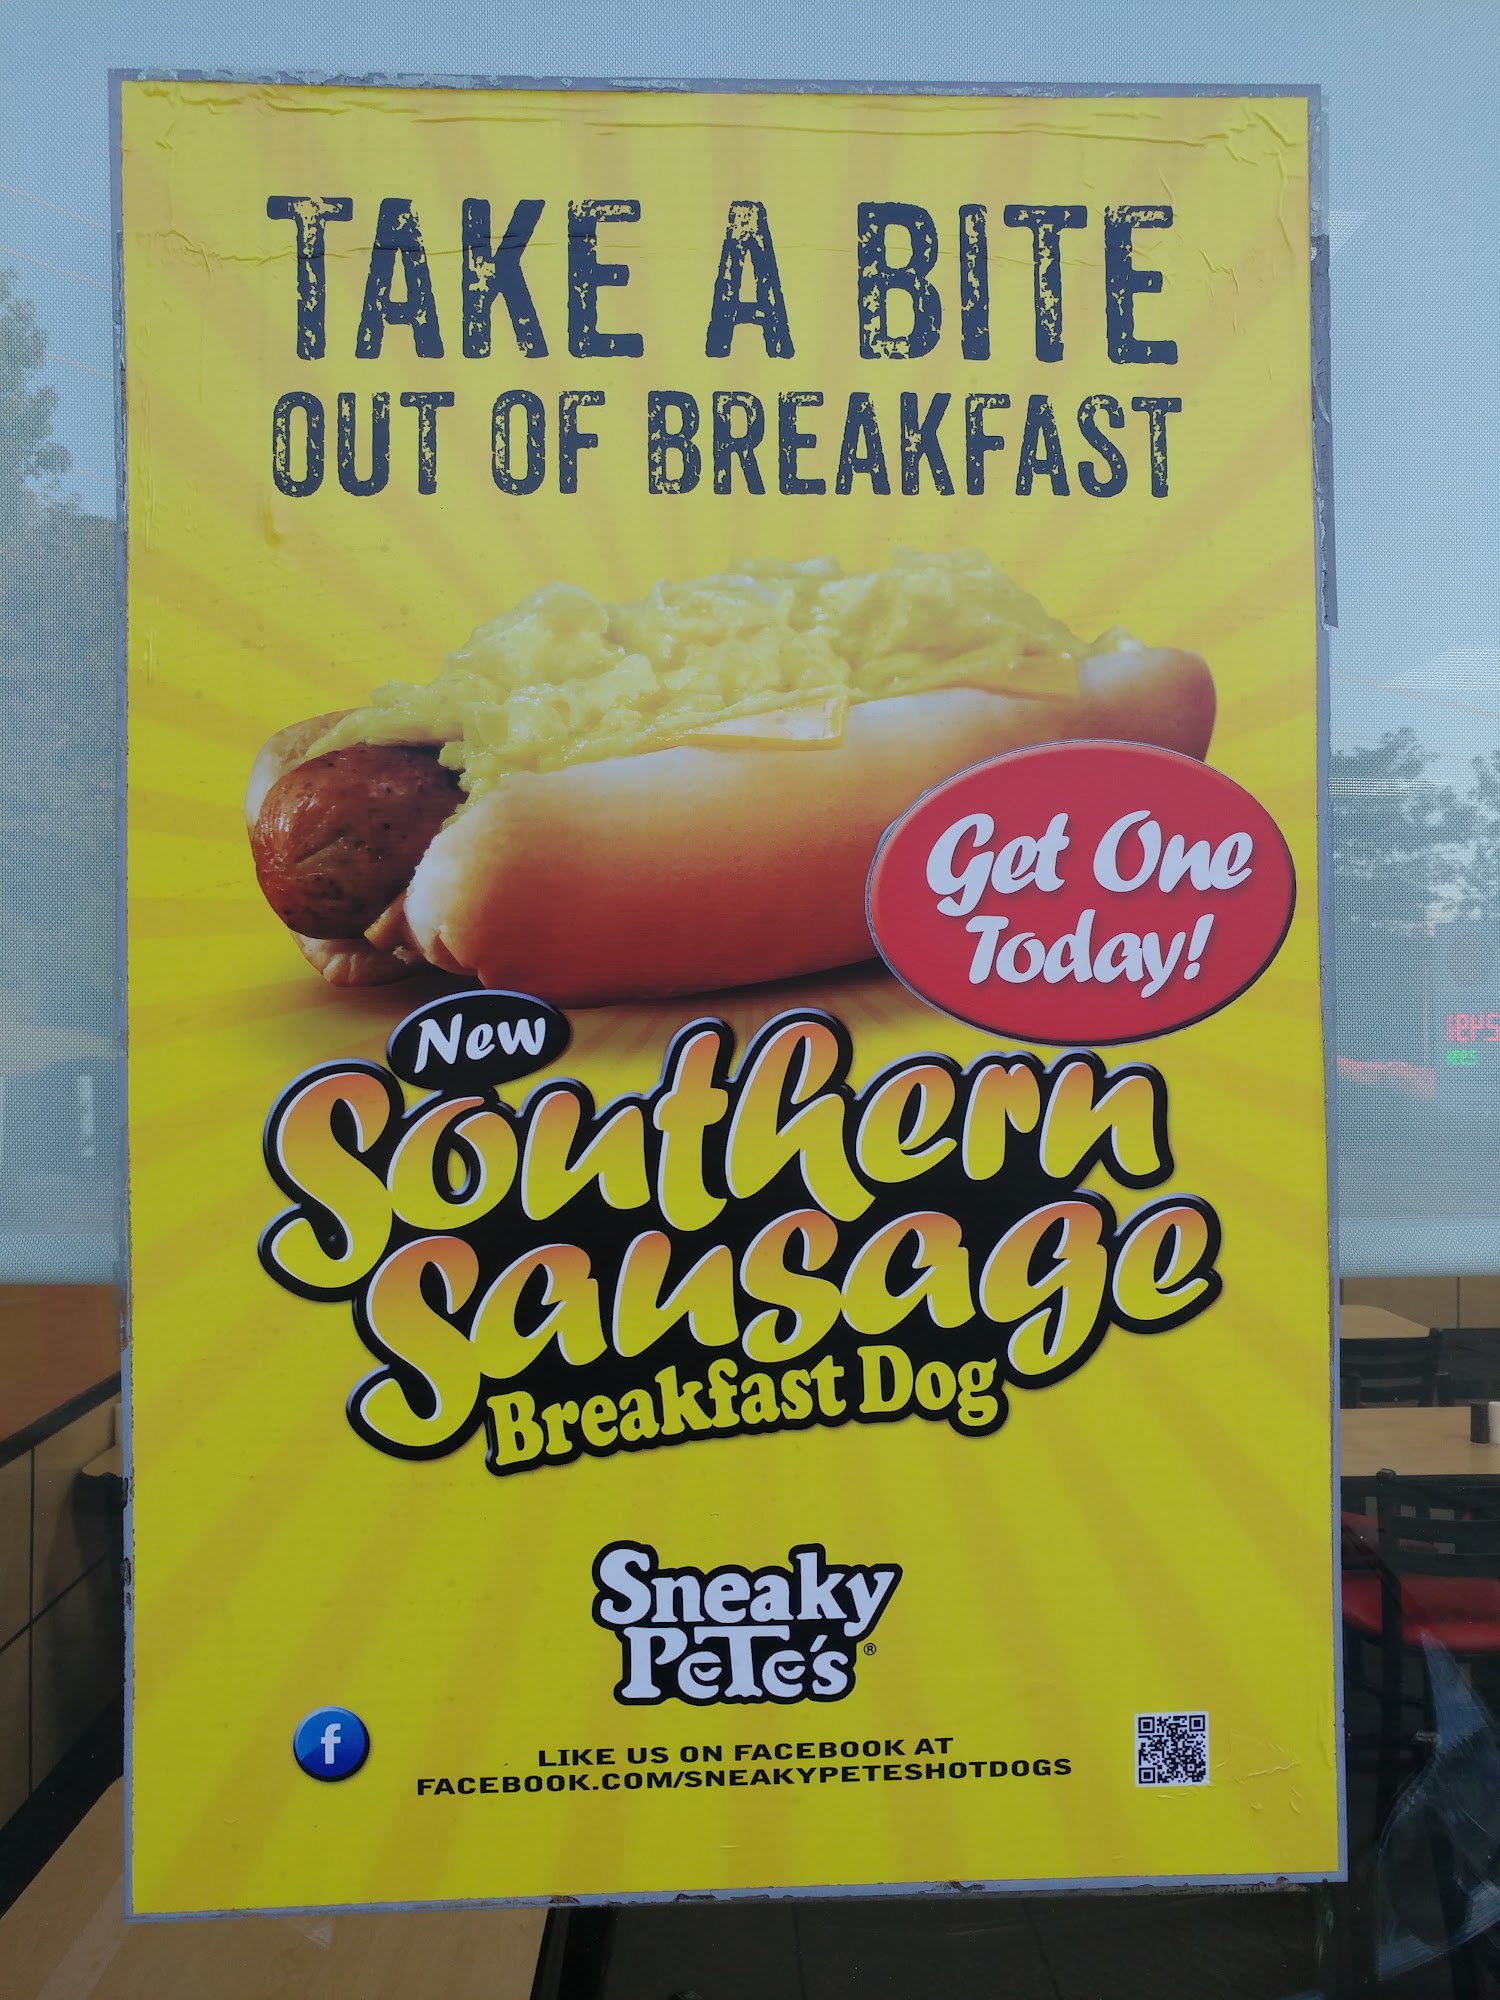 TAKE A BITE
OUT OF BREAKFAST
Get One
Today!
New
Southern
Sausage
Breakfast Dog
Sneaky
PeTe's®
f
LIKE US ON FACEBOOK AT
FACEBOOK.COM/SNEAKYPETESHOTDOGS